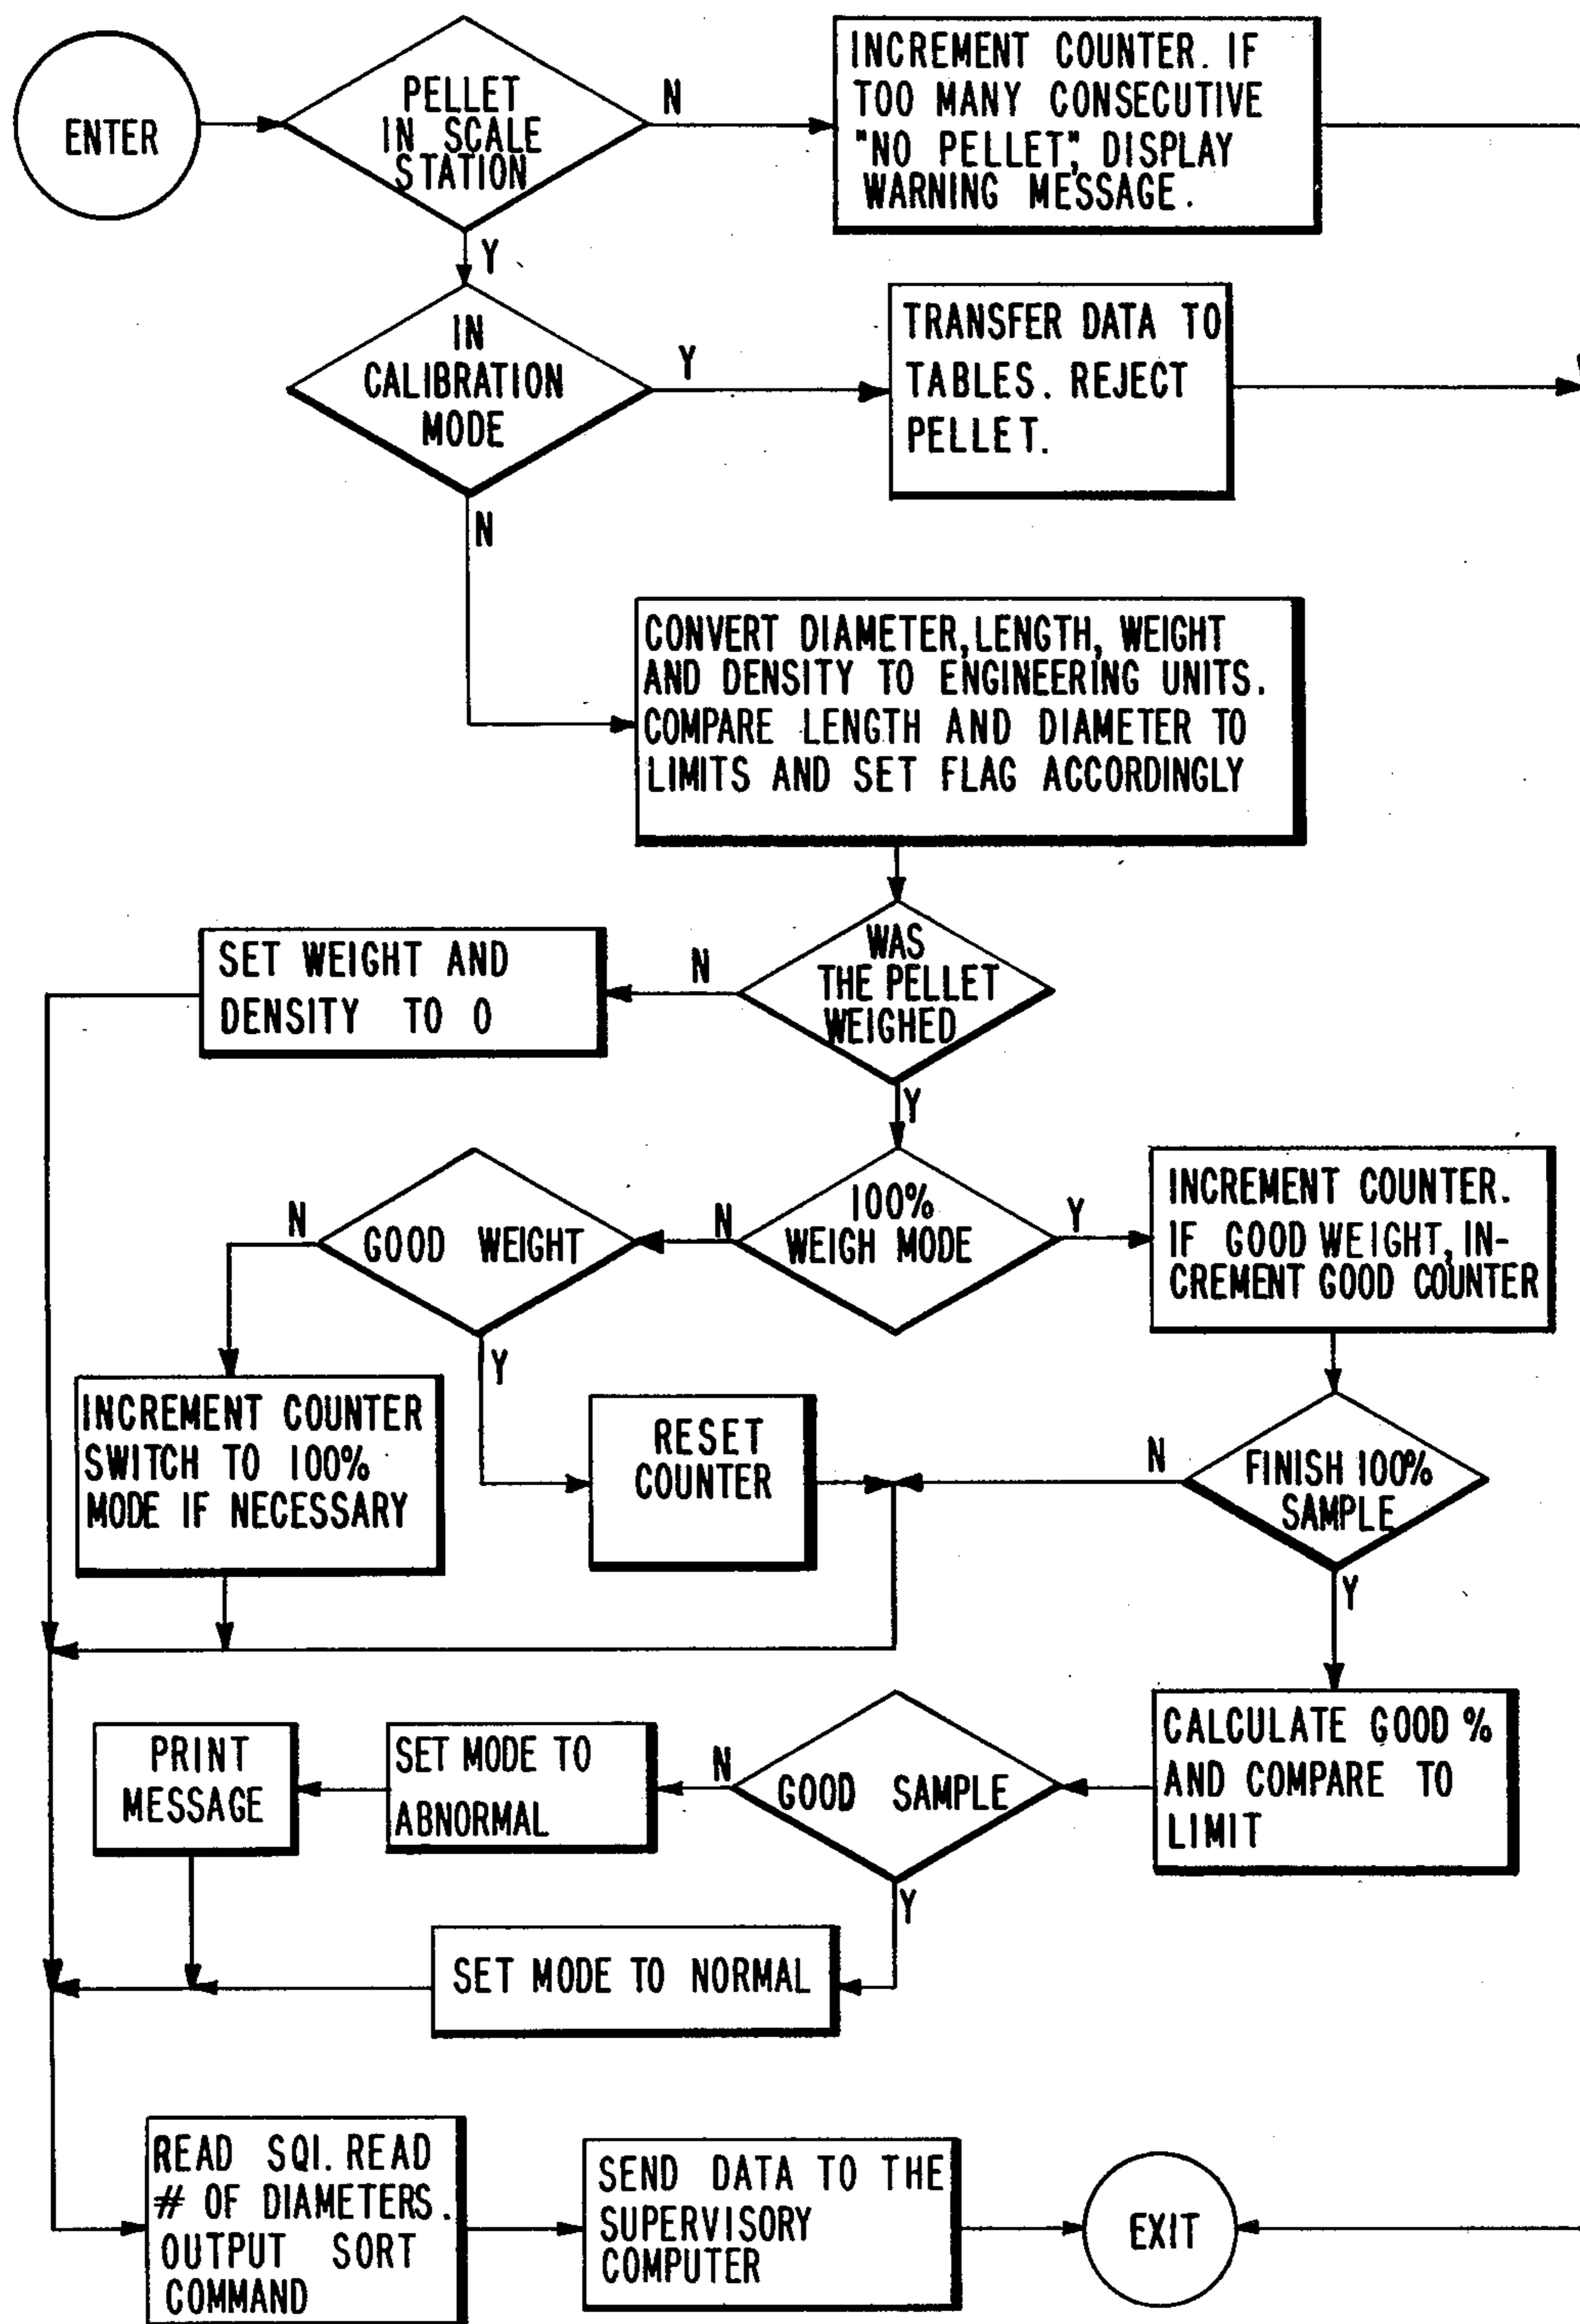 ENTER
PELLET
IN SCALE
STATION
N
INCREMENT COUNTER. IF
TOO MANY CONSECUTIVE
"NO PELLET", DISPLAY
WARNING MESSAGE.
Y
IN
CALIBRATION
MODE
Y
TRANSFER DATA TO
TABLES. REJECT
PELLET.
N
CONVERT DIAMETER, LENGTH, WEIGHT
AND DENSITY TO ENGINEERING UNITS.
COMPARE LENGTH AND DIAMETER TO
LIMITS AND SET FLAG ACCORDINGLY
SET WEIGHT AND
DENSITY TO 0
N
WAS
THE PELLET
WEIGHED
Y
N
GOOD WEIGHT
N
100%
WEIGH MODE
Y
INCREMENT COUNTER.
IF GOOD WEIGHT, IN-
CREMENT GOOD COUNTER
Y
INCREMENT COUNTER
SWITCH TO 100%
MODE IF NECESSARY
RESET
COUNTER
N
FINISH 100%
SAMPLE
Y
PRINT
MESSAGE
SET MODE TO
ABNORMAL
N
GOOD SAMPLE
CALCULATE GOOD %
AND COMPARE TO
LIMIT
Y
SET MODE TO NORMAL
READ SQI. READ
# OF DIAMETERS.
OUTPUT SORT
COMMAND
SEND DATA TO THE
SUPERVISORY
COMPUTER
EXIT